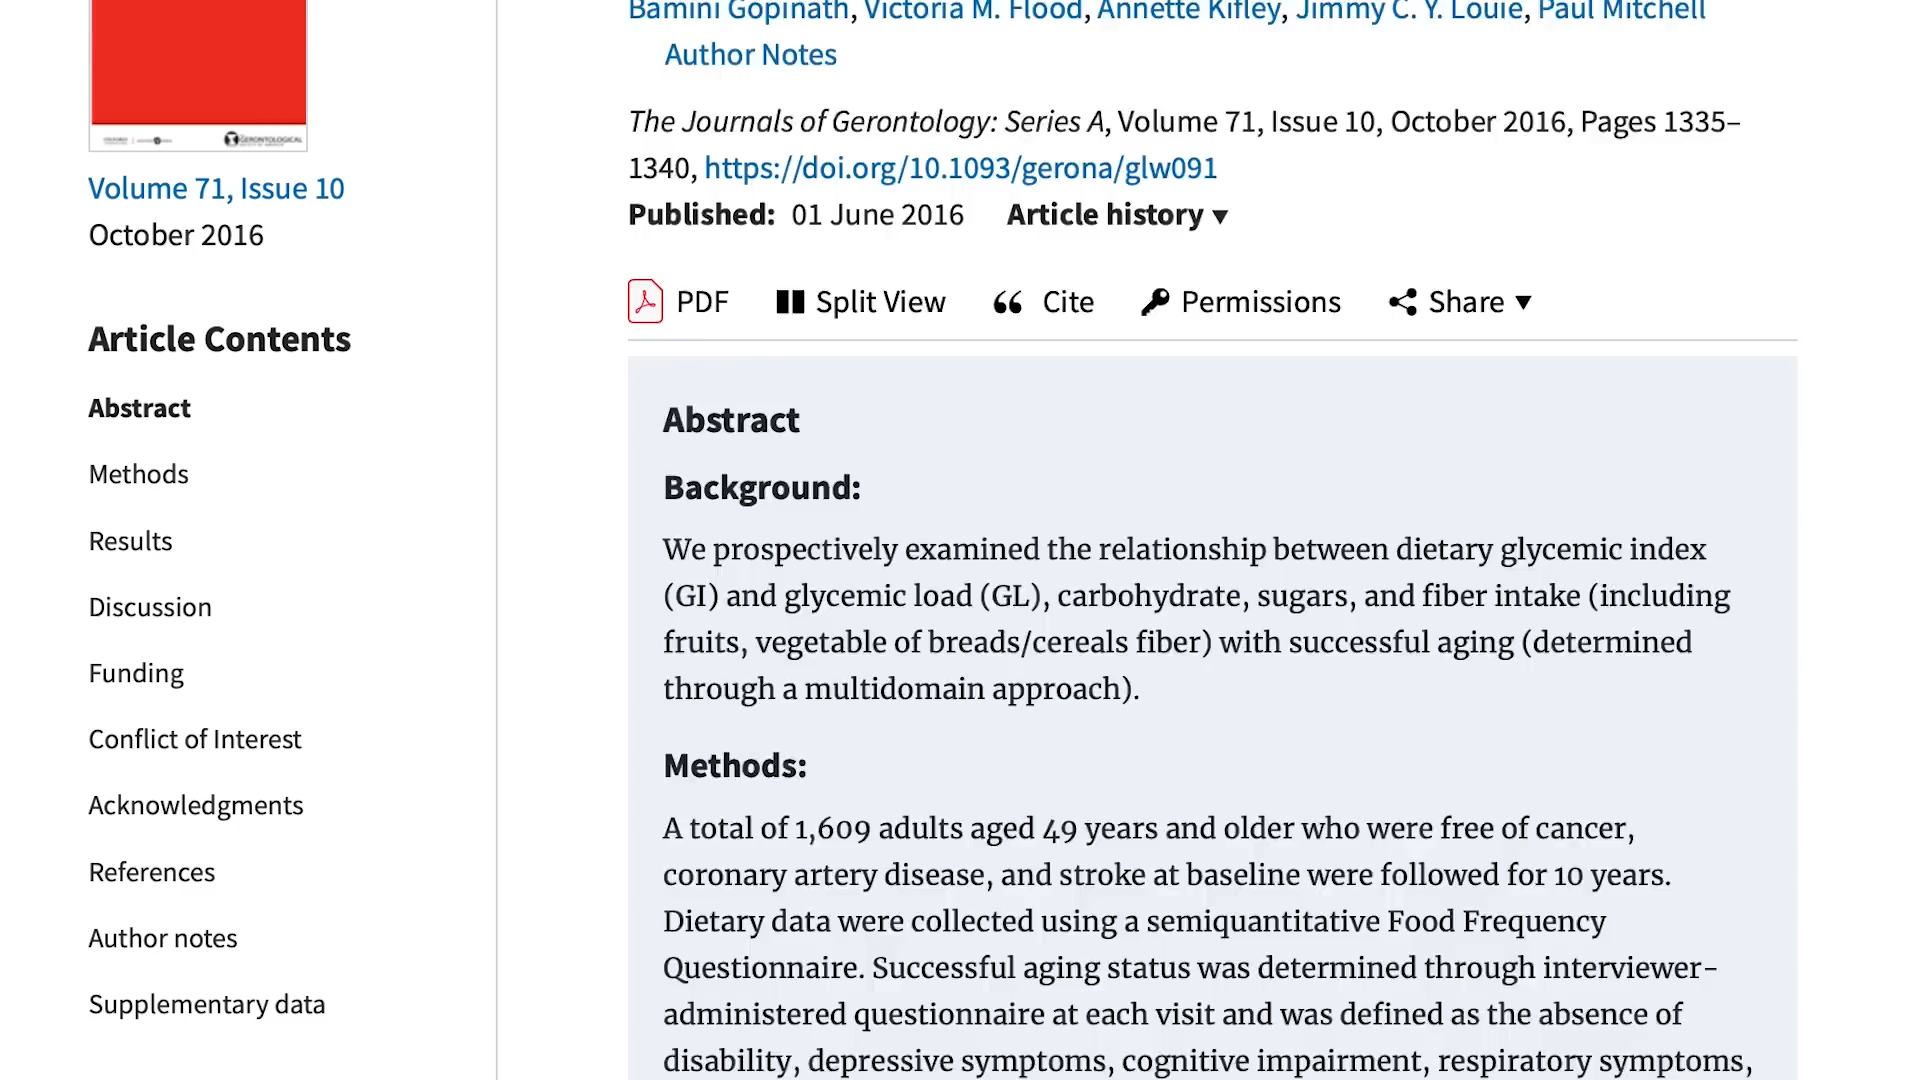 Bamini Gopinath, Victoria M. Flood, Annette Kifley, Jimmy C. Y. Louie, Paul Mitchell
Author Notes
The Journals of Gerontology: Series A, Volume 71, Issue 10, October 2016, Pages 1335–
1340, https://doi.org/10.1093/gerona/glw091
Published: 01 June 2016 Article history ▼
PDF Split View Cite Permissions Share ▼
GERONTOLOGICAL
Volume 71, Issue 10
October 2016
Article Contents
Abstract
Methods
Results
Discussion
Funding
Conflict of Interest
Acknowledgments
References
Author notes
Supplementary data
Abstract
Background:
We prospectively examined the relationship between dietary glycemic index
(GI) and glycemic load (GL), carbohydrate, sugars, and fiber intake (including
fruits, vegetable of breads/cereals fiber) with successful aging (determined
through a multidomain approach).
Methods:
A total of 1,609 adults aged 49 years and older who were free of cancer,
coronary artery disease, and stroke at baseline were followed for 10 years.
Dietary data were collected using a semiquantitative Food Frequency
Questionnaire. Successful aging status was determined through interviewer-
administered questionnaire at each visit and was defined as the absence of
disability, depressive symptoms, cognitive impairment, respiratory symptoms,